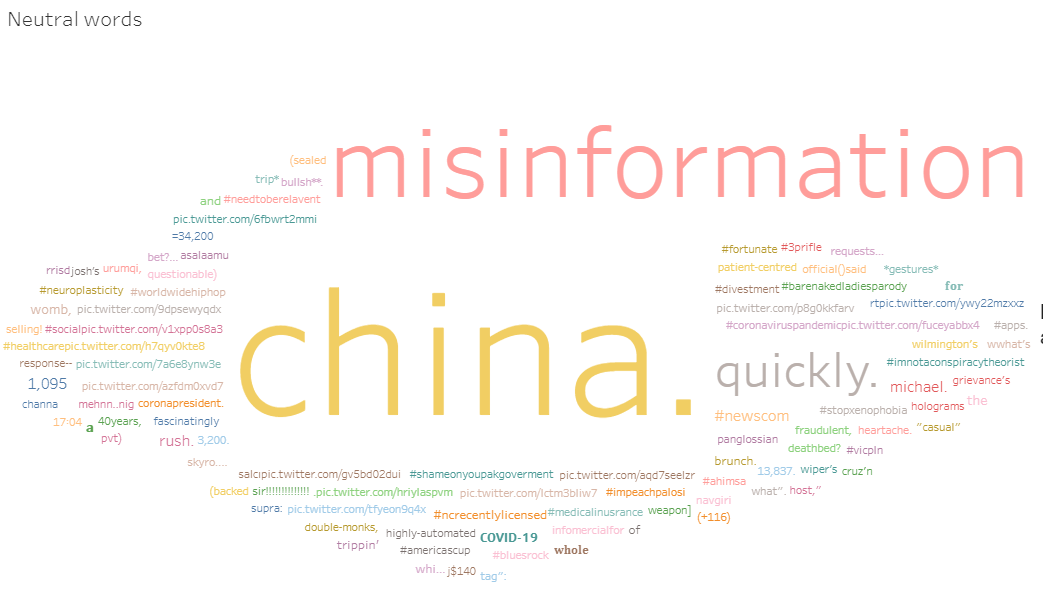 Neutral words
misinformation
(sealed
trip* bullsh**.
and #needtoberelavent
pic.twitter.com/6fbwrt2mmi
=34,200
bet?... asalaamu
rrisd josh's urumqi, questionable)
#neuroplasticity #worldwidehiphop
womb, pic.twitter.com/9dpsewyqdx
selling! #socialpic.twitter.com/v1xpp0s8a3
#healthcarepic.twitter.com/h7qyv0kte8
response-- pic.twitter.com/7a6e8ynw3e
1,095 pic.twitter.com/azfdm0xvd7
channa mehnn..nig coronapresident.
17:04 a 40years, fascinatingly
pvt) rush. 3,200.
skyro....
china.
#fortunate #3prifle requests...
patient-centred official()said *gestures*
#divestment #barenakedladiesparody for
pic.twitter.com/p8g0kkfarv rtpic.twitter.com/ywy22mzxxz
#coronaviruspandemicpic.twitter.com/fuceyabbx4 #apps.
wilmington's wwhat's
quickly. #imnotaconspiracytheorist
michael. grievance's
#newscom #stopxenophobia holograms the
fraudulent, heartache. "casual"
panglossian deathbed? #vicpln
brunch. 13,837. wiper's cruz'n
salcıpic.twitter.com/gv5bd02dui #shameonyoupakgoverment pic.twitter.com/aqd7seelzr #ahimsa what". host,"
(backed sir!!!!!!!!!!!!!! .pic.twitter.com/hriylaspvm pic.twitter.com/lctm3bliw7 #impeachpalosi navgiri
supra: pic.twitter.com/tfyeon9q4x #ncrecretlylicensed #medicalinusrance weapon] (+116)
double-monks, highly-automated COVID-19 infomercialfor of
trippin' #americascup #bluesrock whole
whi... j$140 tag":